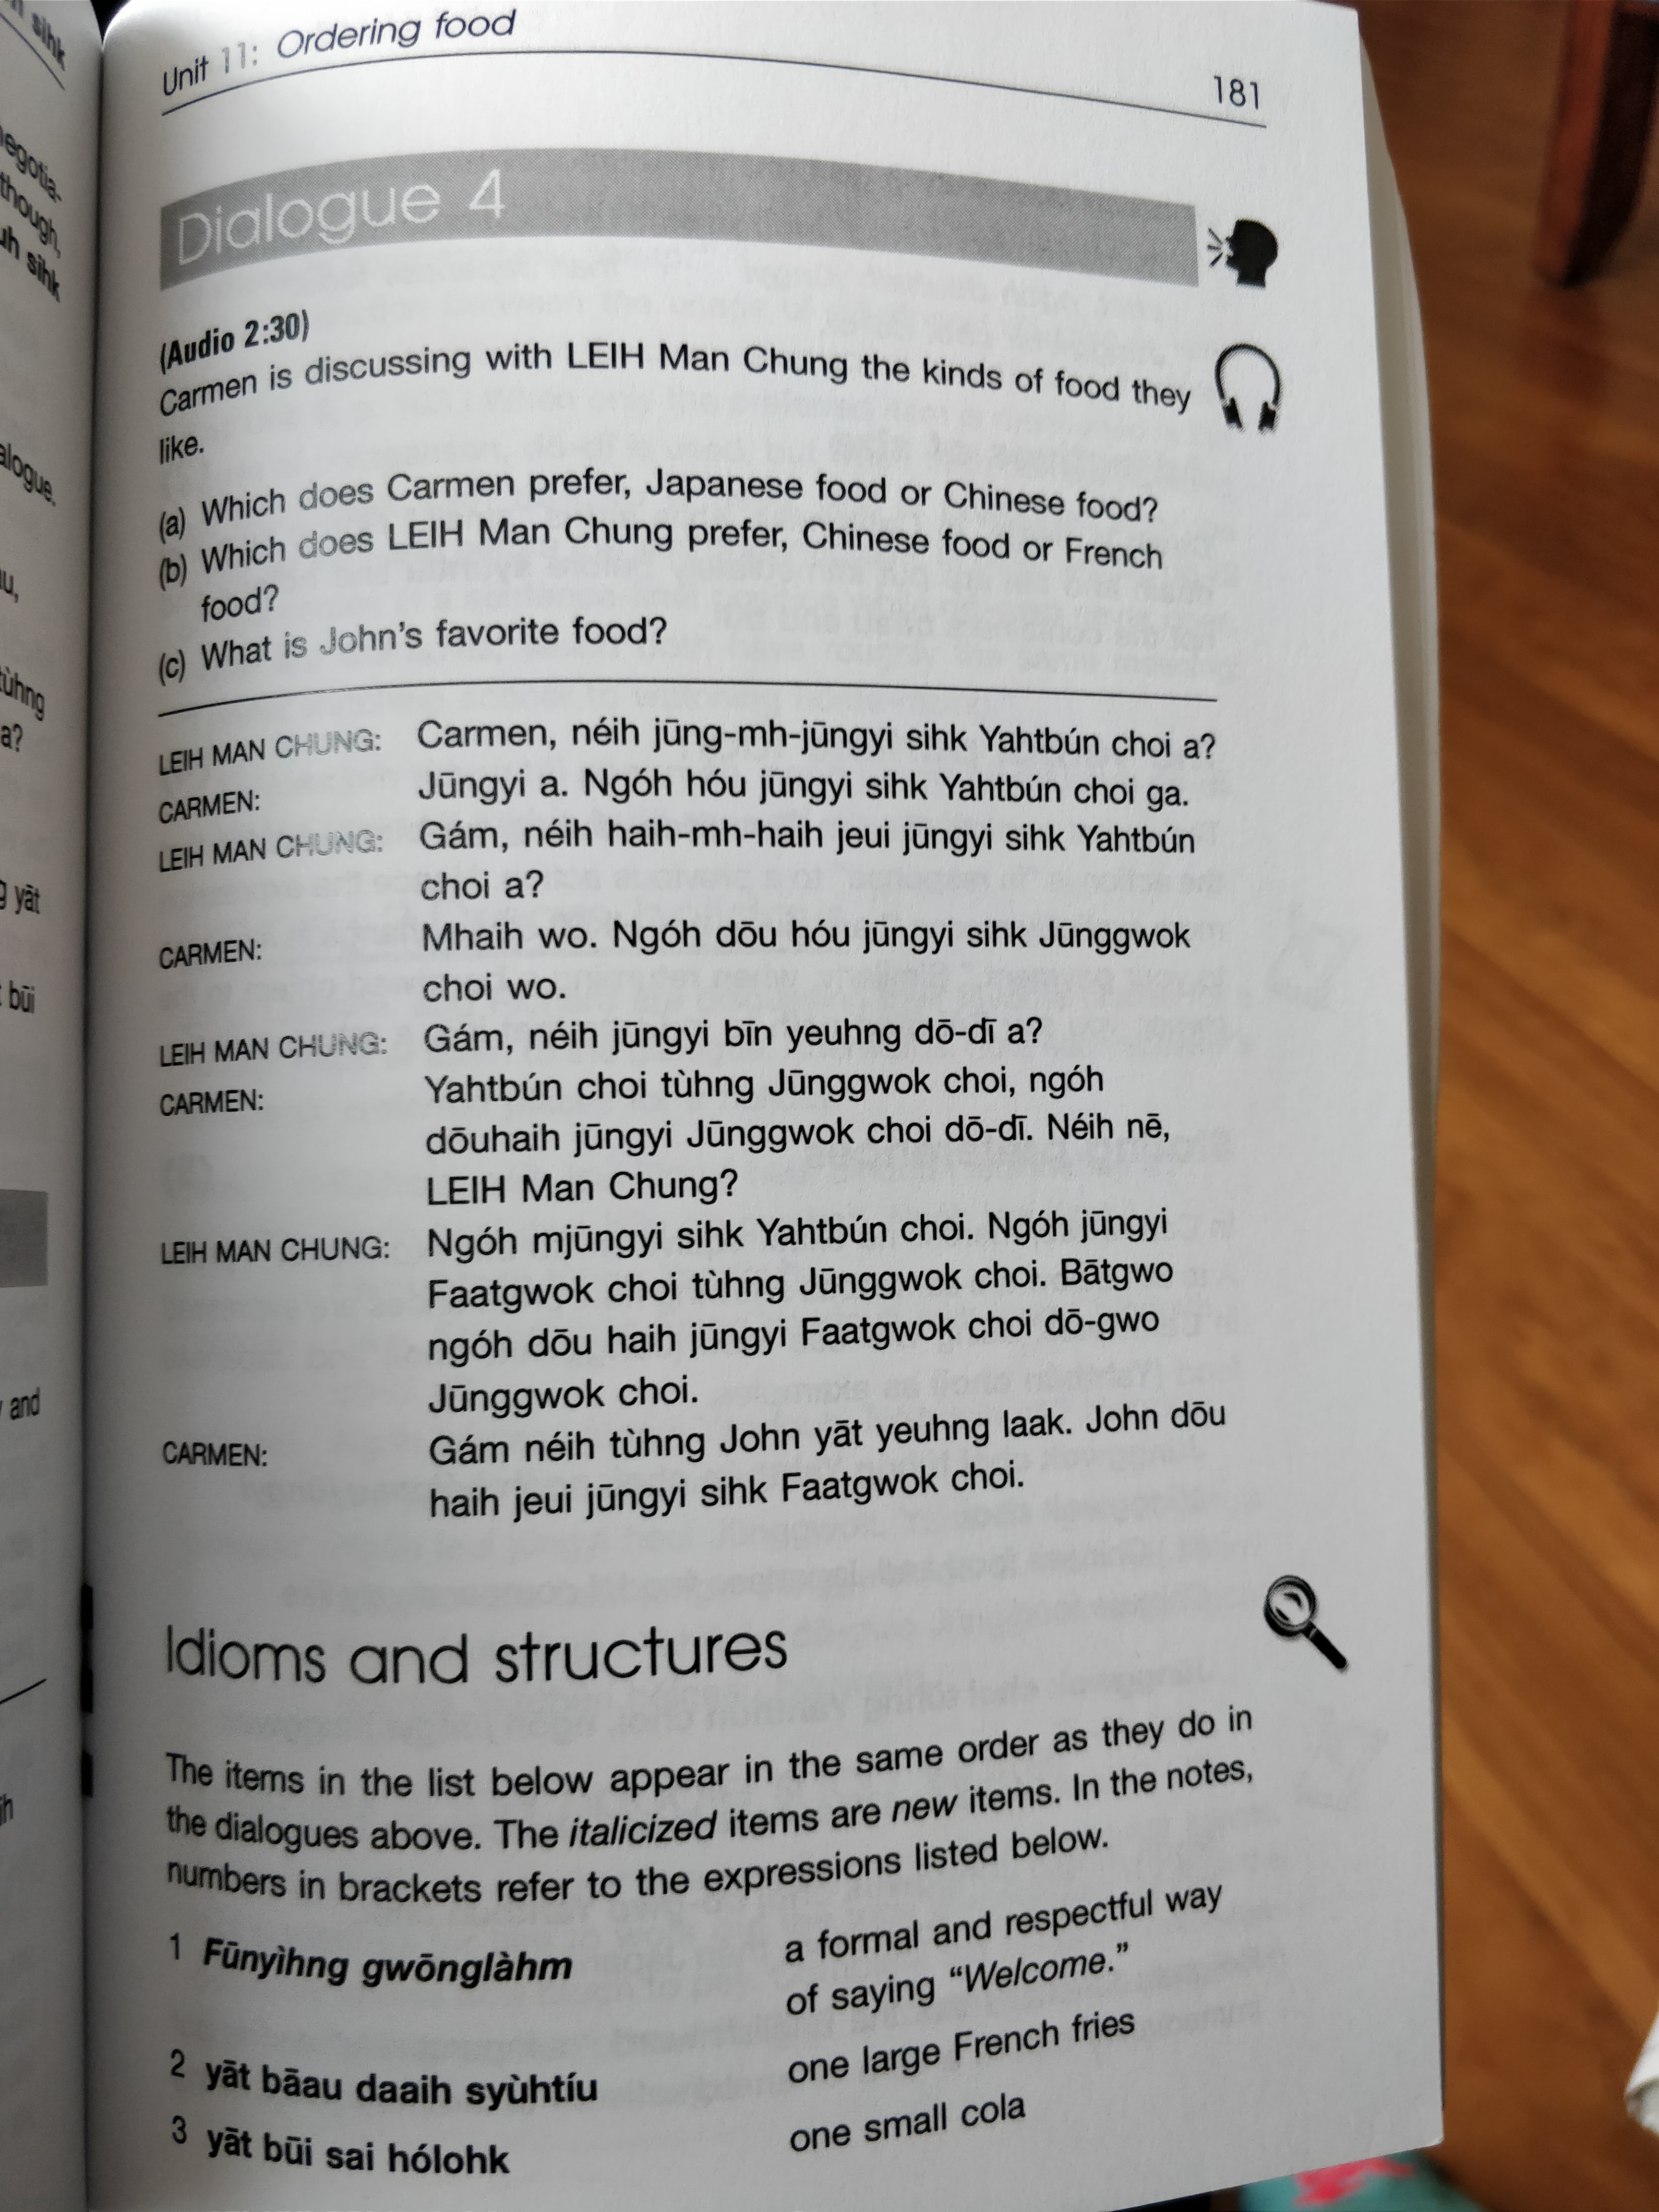 sihk
negotia-
though,
sihk
alogue.
tùhng
a?
yāt
būi
and
Unit 11: Ordering food
181
Dialogue 4
(Audio 2:30)
Carmen is discussing with LEIH Man Chung the kinds of food they
like.
(a) Which does Carmen prefer, Japanese food or Chinese food?
(b) Which does LEIH Man Chung prefer, Chinese food or French
food?
(c) What is John's favorite food?
LEIH MAN CHUNG: Carmen, néih jūng-mh-jūngyi sihk Yahtbún choi a?
CARMEN: Jūngyi a. Ngóh hóu jūngyi sihk Yahtbún choi ga.
LEIH MAN CHUNG: Gám, néih haih-mh-haih jeui jūngyi sihk Yahtbún
choi a?
CARMEN: Mhaih wo. Ngóh dōu hóu jūngyi sihk Jūnggwok
choi wo.
LEIH MAN CHUNG: Gám, néih jūngyi bīn yeuhng dō-dī a?
CARMEN: Yahtbún choi tùhng Jūnggwok choi, ngóh
dōuhaih jūngyi Jūnggwok choi dō-dī. Néih nē,
LEIH Man Chung?
LEIH MAN CHUNG: Ngóh mjūngyi sihk Yahtbún choi. Ngóh jūngyi
Faatgwok choi tùhng Jūnggwok choi. Bātgwo
ngóh dōu haih jūngyi Faatgwok choi dō-gwo
Jūnggwok choi.
CARMEN: Gám néih tùhng John yāt yeuhng laak. John dōu
haih jeui jūngyi sihk Faatgwok choi.
Idioms and structures
The items in the list below appear in the same order as they do in
the dialogues above. The italicized items are new items. In the notes,
numbers in brackets refer to the expressions listed below.
1 Fūnyìhng gwōnglàhm a formal and respectful way
of saying “Welcome.”
2 yāt bāau daaih syùhtíu one large French fries
3 yāt būi sai hólohk one small cola